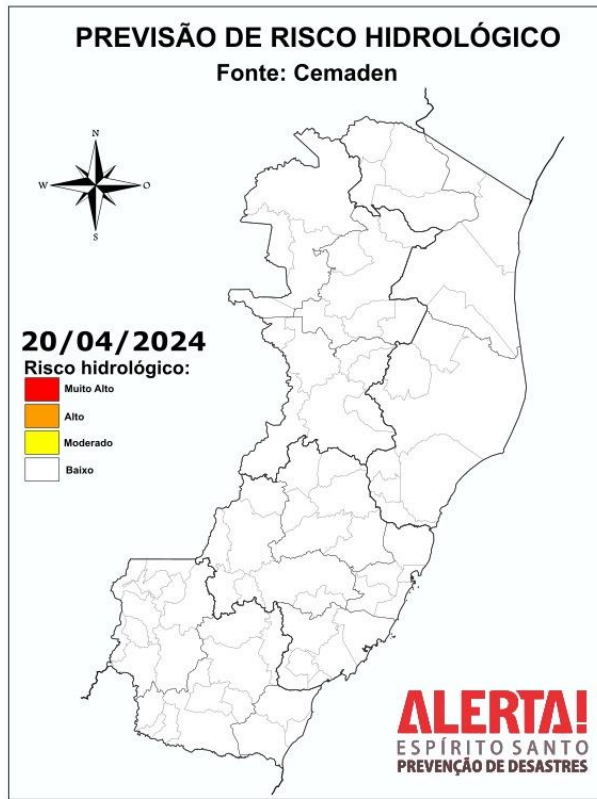 PREVISÃO DE RISCO HIDROLÓGICO
Fonte: Cemaden
N
W
O
S
20/04/2024
Risco hidrológico:
Muito Alto
Alto
Moderado
Baixo
ALERTA!
ESPÍRITO SANTO
PREVENÇÃO DE DESASTRES